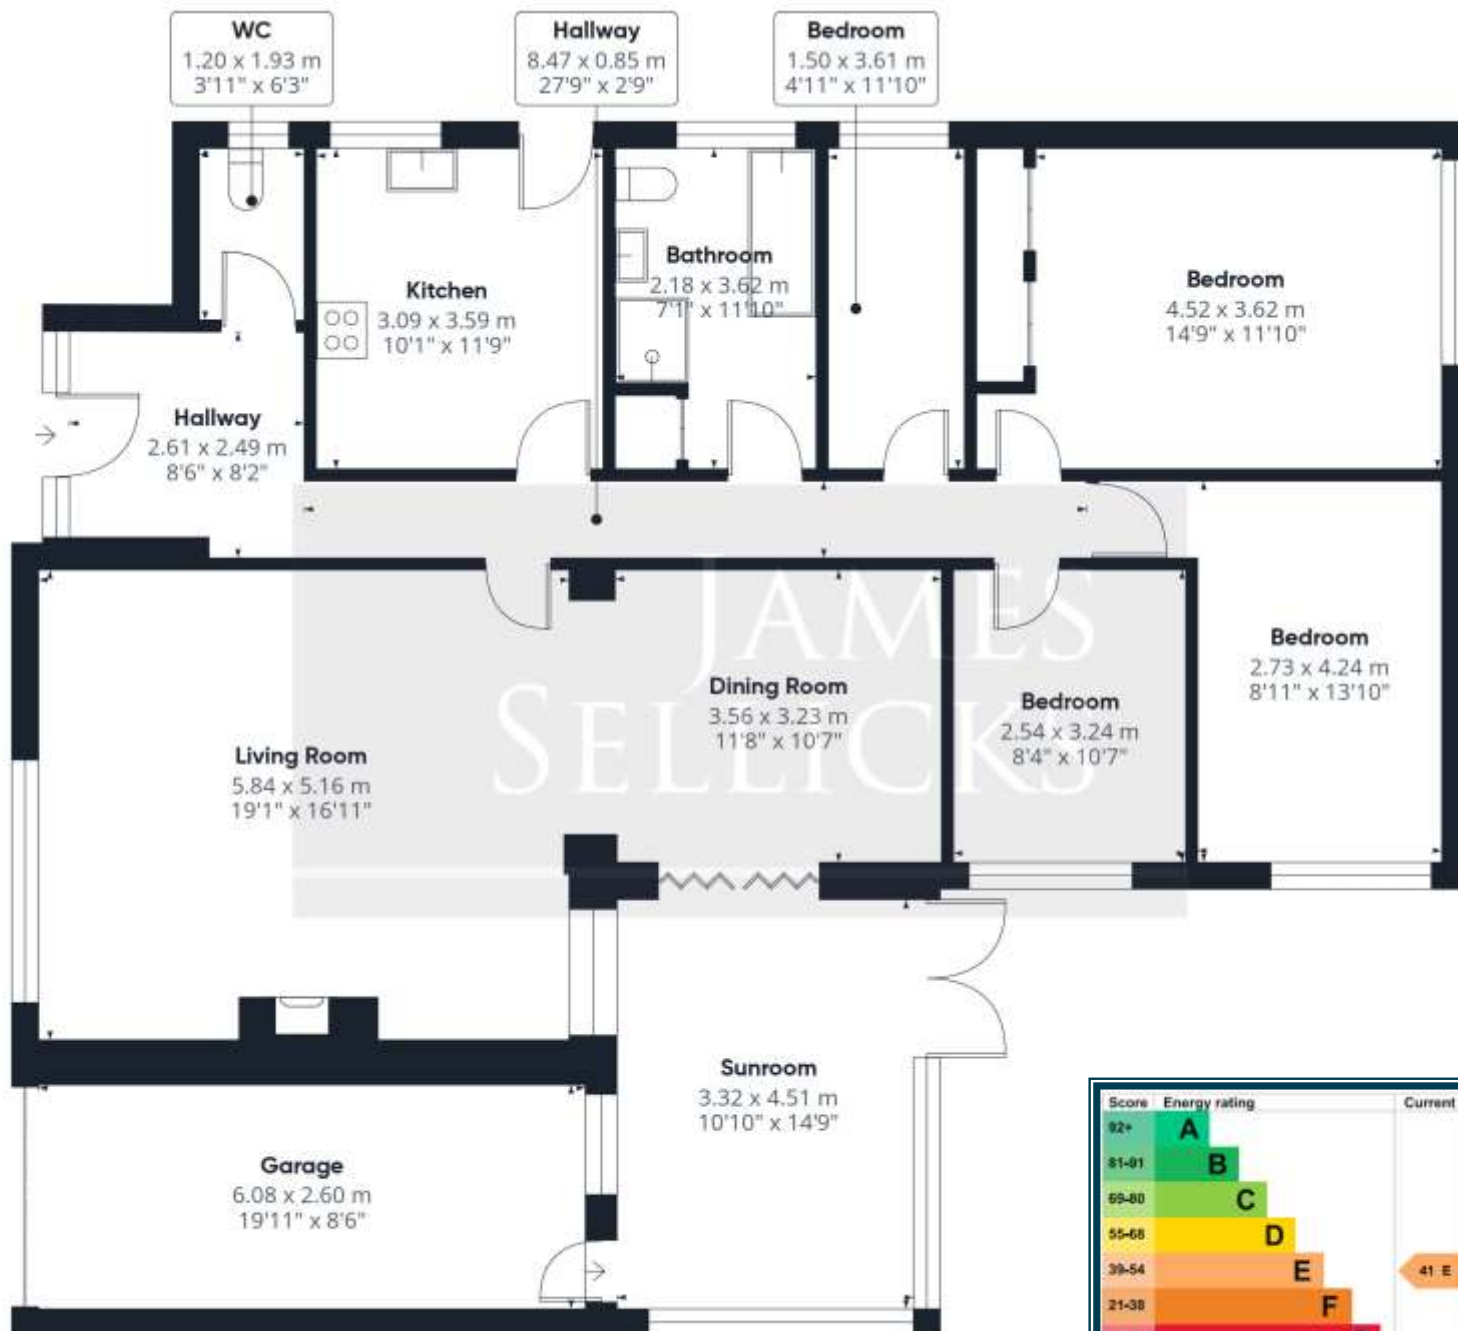 WC
1.20 x 1.93 m
3'11" x 6'3"
Hallway
8.47 x 0.85 m
27'9" x 2'9"
Bedroom
1.50 x 3.61 m
4'11" x 11'10"
Kitchen
3.09 x 3.59 m
10'1" x 11'9"
Bathroom
2.18 x 3.62 m
7'1" x 11'10"
Bedroom
4.52 x 3.62 m
14'9" x 11'10"
Hallway
2.61 x 2.49 m
8'6" x 8'2"
JAMES
SELLICKS
Living Room
5.84 x 5.16 m
19'1" x 16'11"
Dining Room
3.56 x 3.23 m
11'8" x 10'7"
Bedroom
2.54 x 3.24 m
8'4" x 10'7"
Bedroom
2.73 x 4.24 m
8'11" x 13'10"
Sunroom
3.32 x 4.51 m
10'10" x 14'9"
Garage
6.08 x 2.60 m
19'11" x 8'6"
Score Energy rating Current
92+ A
81-91 B
69-80 C
55-68 D
39-54 E 41 E
21-38 F